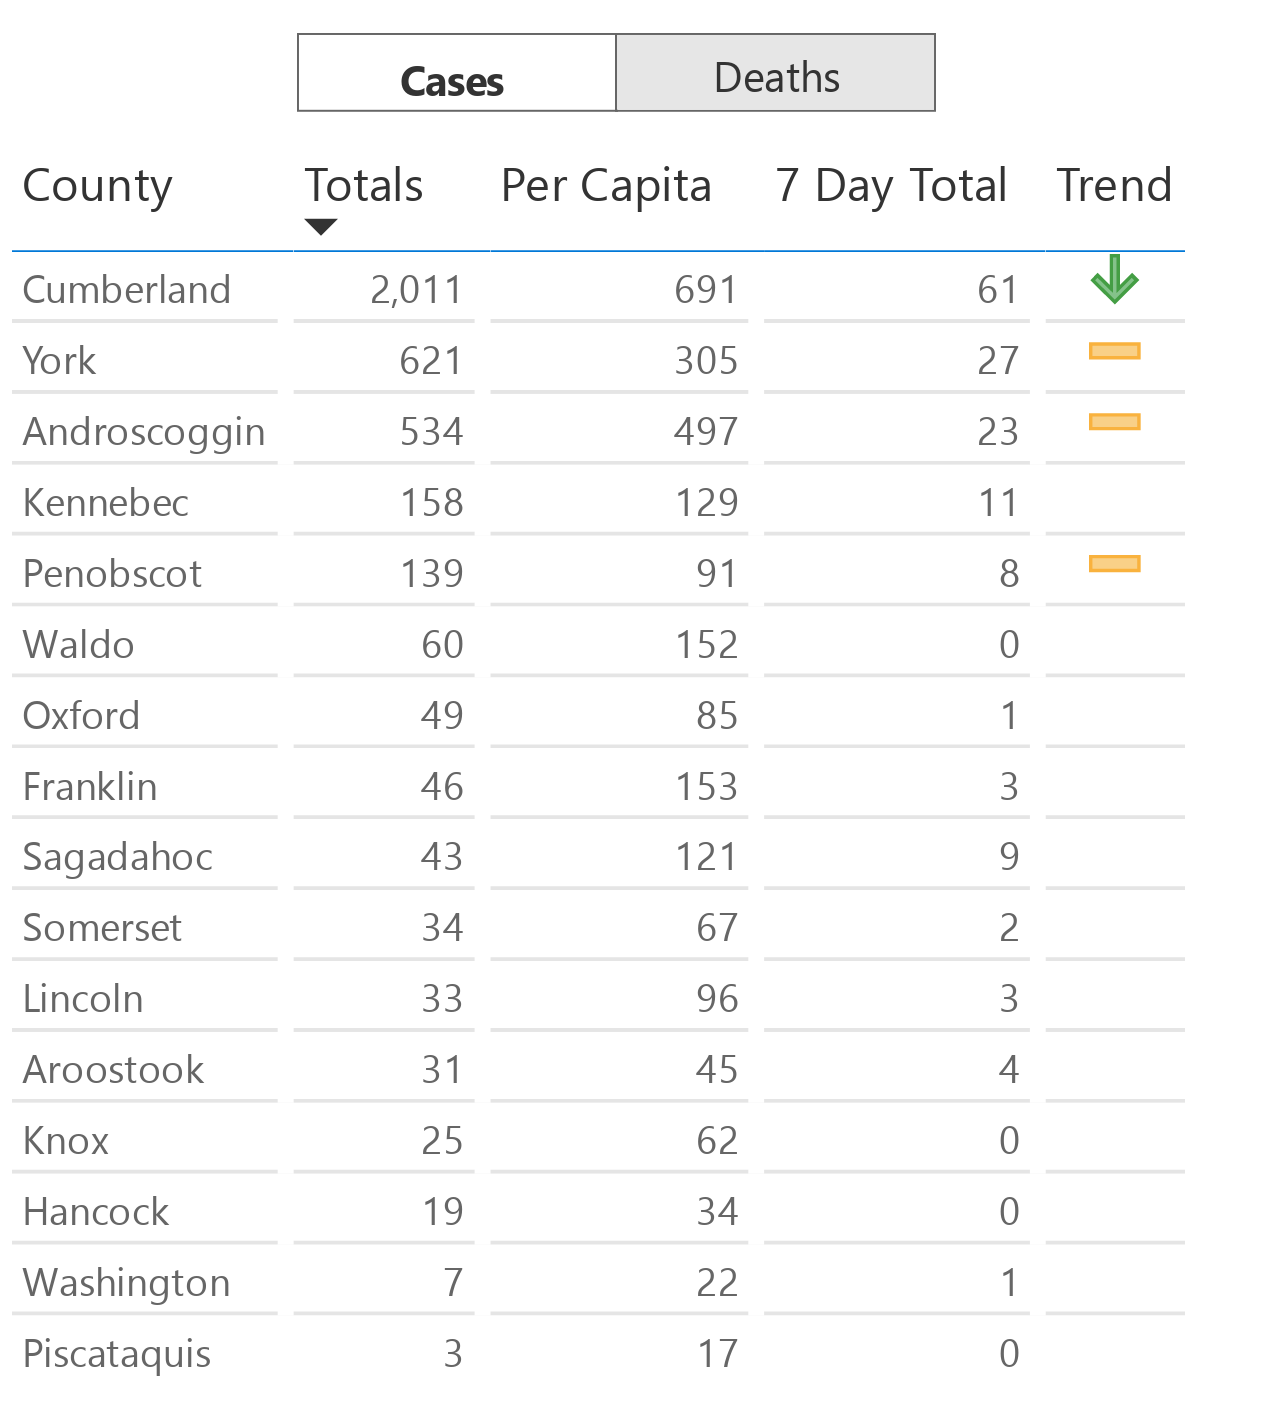 Cases Deaths
County Totals Per Capita 7 Day Total Trend
Cumberland 2,011 691 61
York 621 305 27
Androscoggin 534 497 23
Kennebec 158 129 11
Penobscot 139 91 8
Waldo 60 152 0
Oxford 49 85 1
Franklin 46 153 3
Sagadahoc 43 121 9
Somerset 34 67 2
Lincoln 33 96 3
Aroostook 31 45 4
Knox 25 62 0
Hancock 19 34 0
Washington 7 22 1
Piscataquis 3 17 0